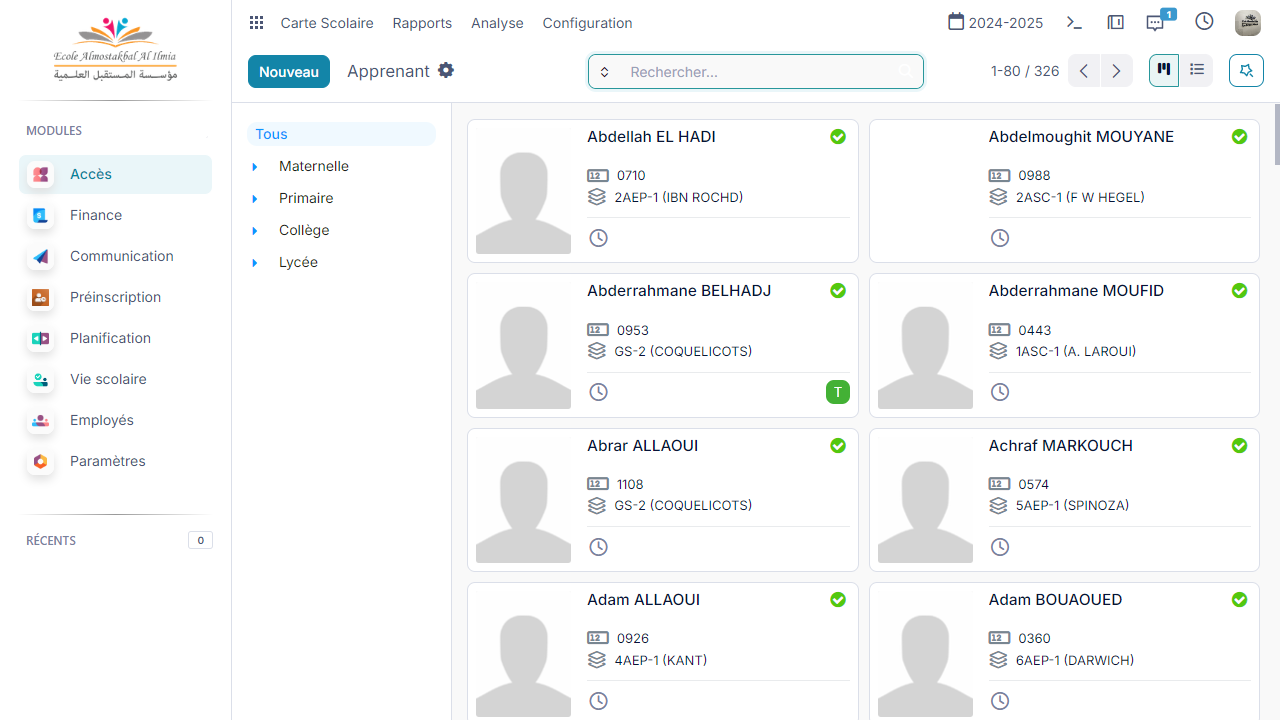 Ecole Almostakbal Al Ilmia
مؤسسة المستقبل العلمية
Carte Scolaire
Rapports
Analyse
Configuration
2024-2025
1
Nouveau
Apprenant
Rechercher...
1-80 / 326
MODULES
Accès
Finance
Communication
Préinscription
Planification
Vie scolaire
Employés
Paramètres
RÉCENTS
0
Tous
Maternelle
Primaire
Collège
Lycée
Abdellah EL HADI
0710
2AEP-1 (IBN ROCHD)
Abdelmoughit MOUYANE
0988
2ASC-1 (F W HEGEL)
Abderrahmane BELHADJ
0953
GS-2 (COQUELICOTS)
T
Abderrahmane MOUFID
0443
1ASC-1 (A. LAROUI)
Abrar ALLAOUI
1108
GS-2 (COQUELICOTS)
Achraf MARKOUCH
0574
5AEP-1 (SPINOZA)
Adam ALLAOUI
0926
4AEP-1 (KANT)
Adam BOUAOUED
0360
6AEP-1 (DARWICH)